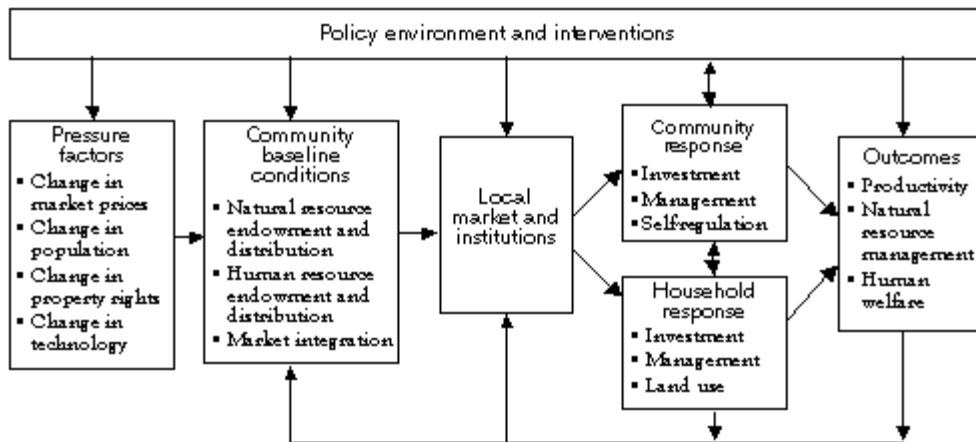 Policy environment and interventions
Pressure
factors
▪ Change in
market prices
▪ Change in
population
▪ Change in
property rights
▪ Change in
technology
Community
baseline
conditions
▪ Natural resource
endowment and
distribution
▪ Human resource
endowment and
distribution
▪ Market integration
Local
market and
institutions
Community
response
▪ Investment
▪ Management
▪ Self-regulation
Household
response
▪ Investment
▪ Management
▪ Land use
Outcomes
▪ Productivity
▪ Natural
resource
management
▪ Human
welfare